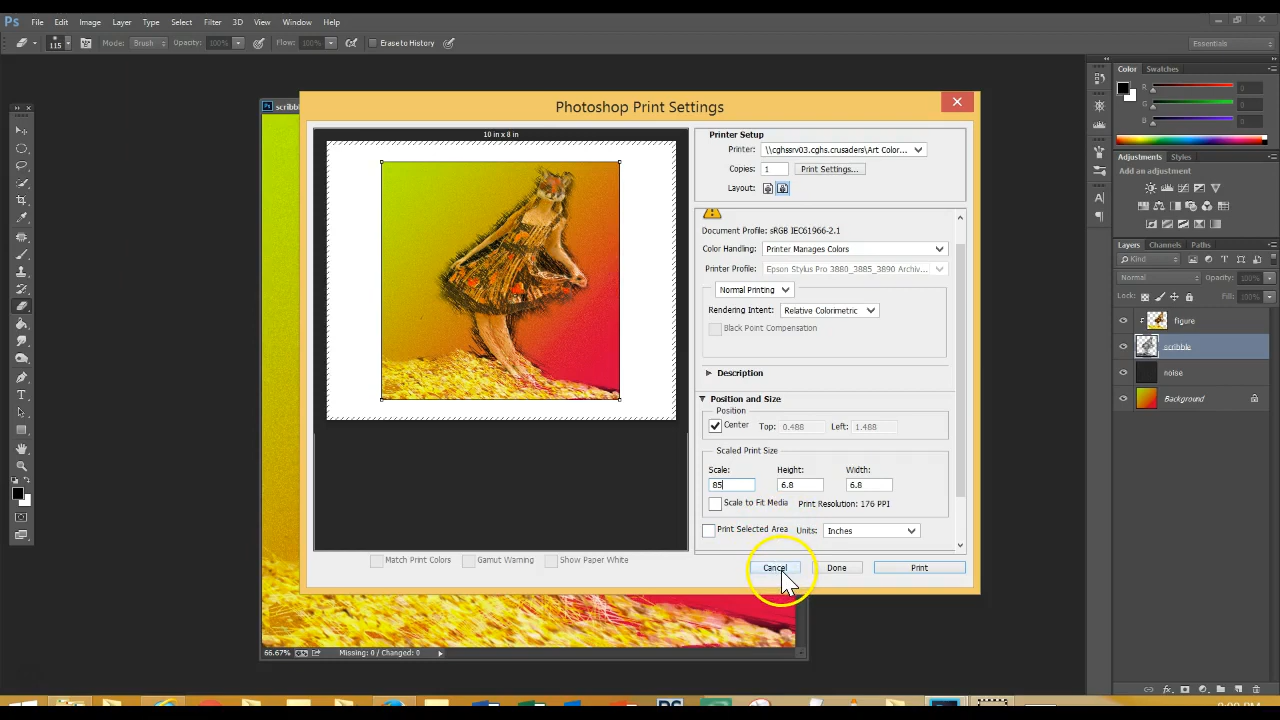 Ps File Edit Image Layer Type Select Filter 3D View Window Help
115 Mode: Brush Opacity: 100% Flow: 100% Erase to History Essentials
Color Swatches
R 0
G 0
B 0
Adjustments Styles
Add an adjustment
Layers Channels Paths
Kind
Normal Opacity: 100%
Lock: Fill: 100%
figure
scribble
noise
Background
Photoshop Print Settings
10 in x 8 in
Printer Setup
Printer: \\cghssrv03.cghs.crusaders\Art Color...
Copies: 1 Print Settings...
Layout:
Document Profile: sRGB IEC61966-2.1
Color Handling: Printer Manages Colors
Printer Profile: Epson Stylus Pro 3880_3885_3890 Archiv...
Normal Printing
Rendering Intent: Relative Colorimetric
Black Point Compensation
Description
Position and Size
Position
Center Top: 0.488 Left: 1.488
Scaled Print Size
Scale: Height: Width:
85 6.8 6.8
Scale to Fit Media Print Resolution: 176 PPI
Print Selected Area Units: Inches
Match Print Colors Gamut Warning Show Paper White
Cancel Done Print
66.67% Missing: 0 / Changed: 0